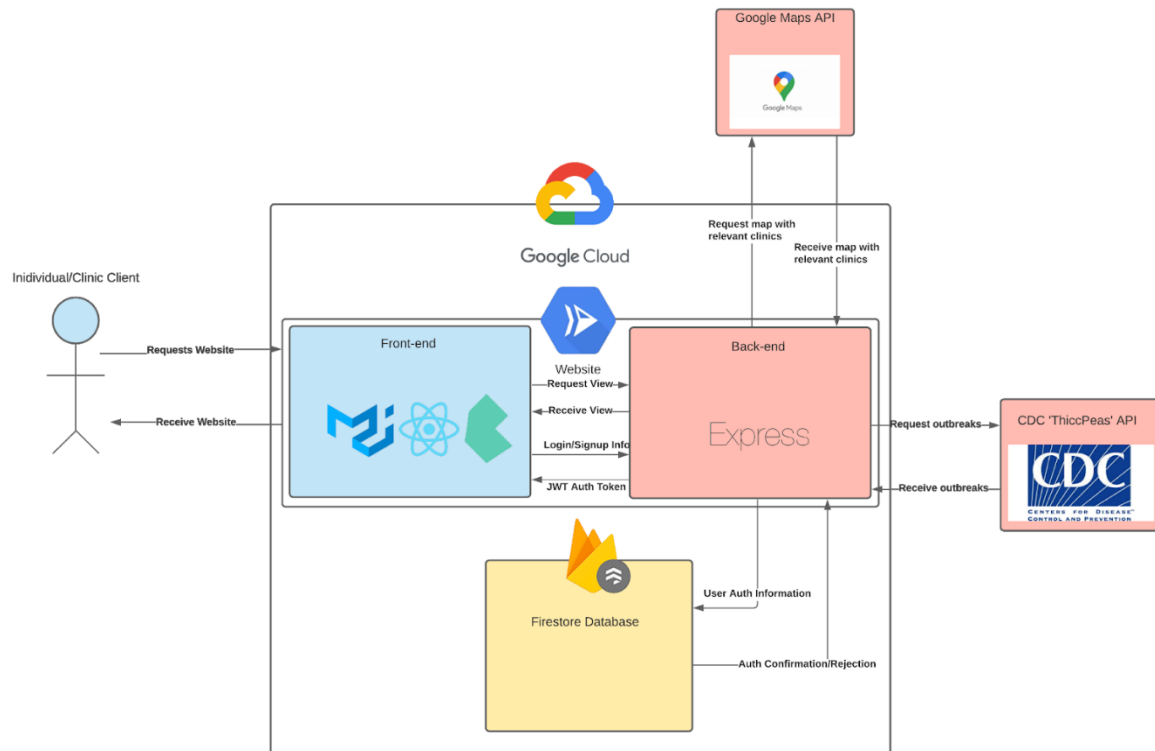 Google Maps API
Google Maps
Request map with
relevant clinics
Receive map with
relevant clinics
Google Cloud
Inidividual/Clinic Client
Requests Website
Receive Website
Front-end
Website
Back-end
Request View
Receive View
Login/Signup Info
JWT Auth Token
Express
Request outbreaks
Receive outbreaks
CDC 'ThiccPeas' API
CDC
CENTERS FOR DISEASE
CONTROL AND PREVENTION
Firestore Database
User Auth Information
Auth Confirmation/Rejection